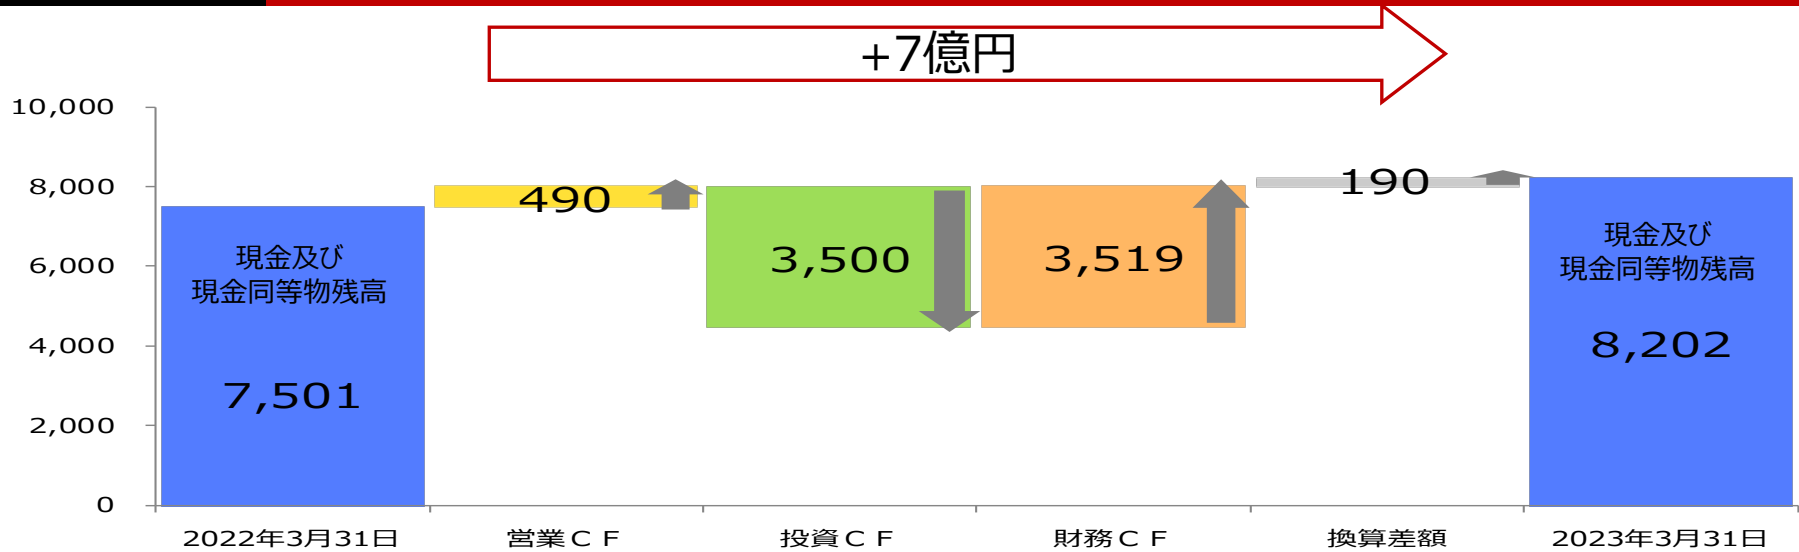 +7億円
10,000
8,000
6,000
4,000
2,000
0
現金及び
現金同等物残高
7,501
490
3,500
3,519
190
現金及び
現金同等物残高
8,202
2022年3月31日
営業ＣＦ
投資ＣＦ
財務ＣＦ
換算差額
2023年3月31日